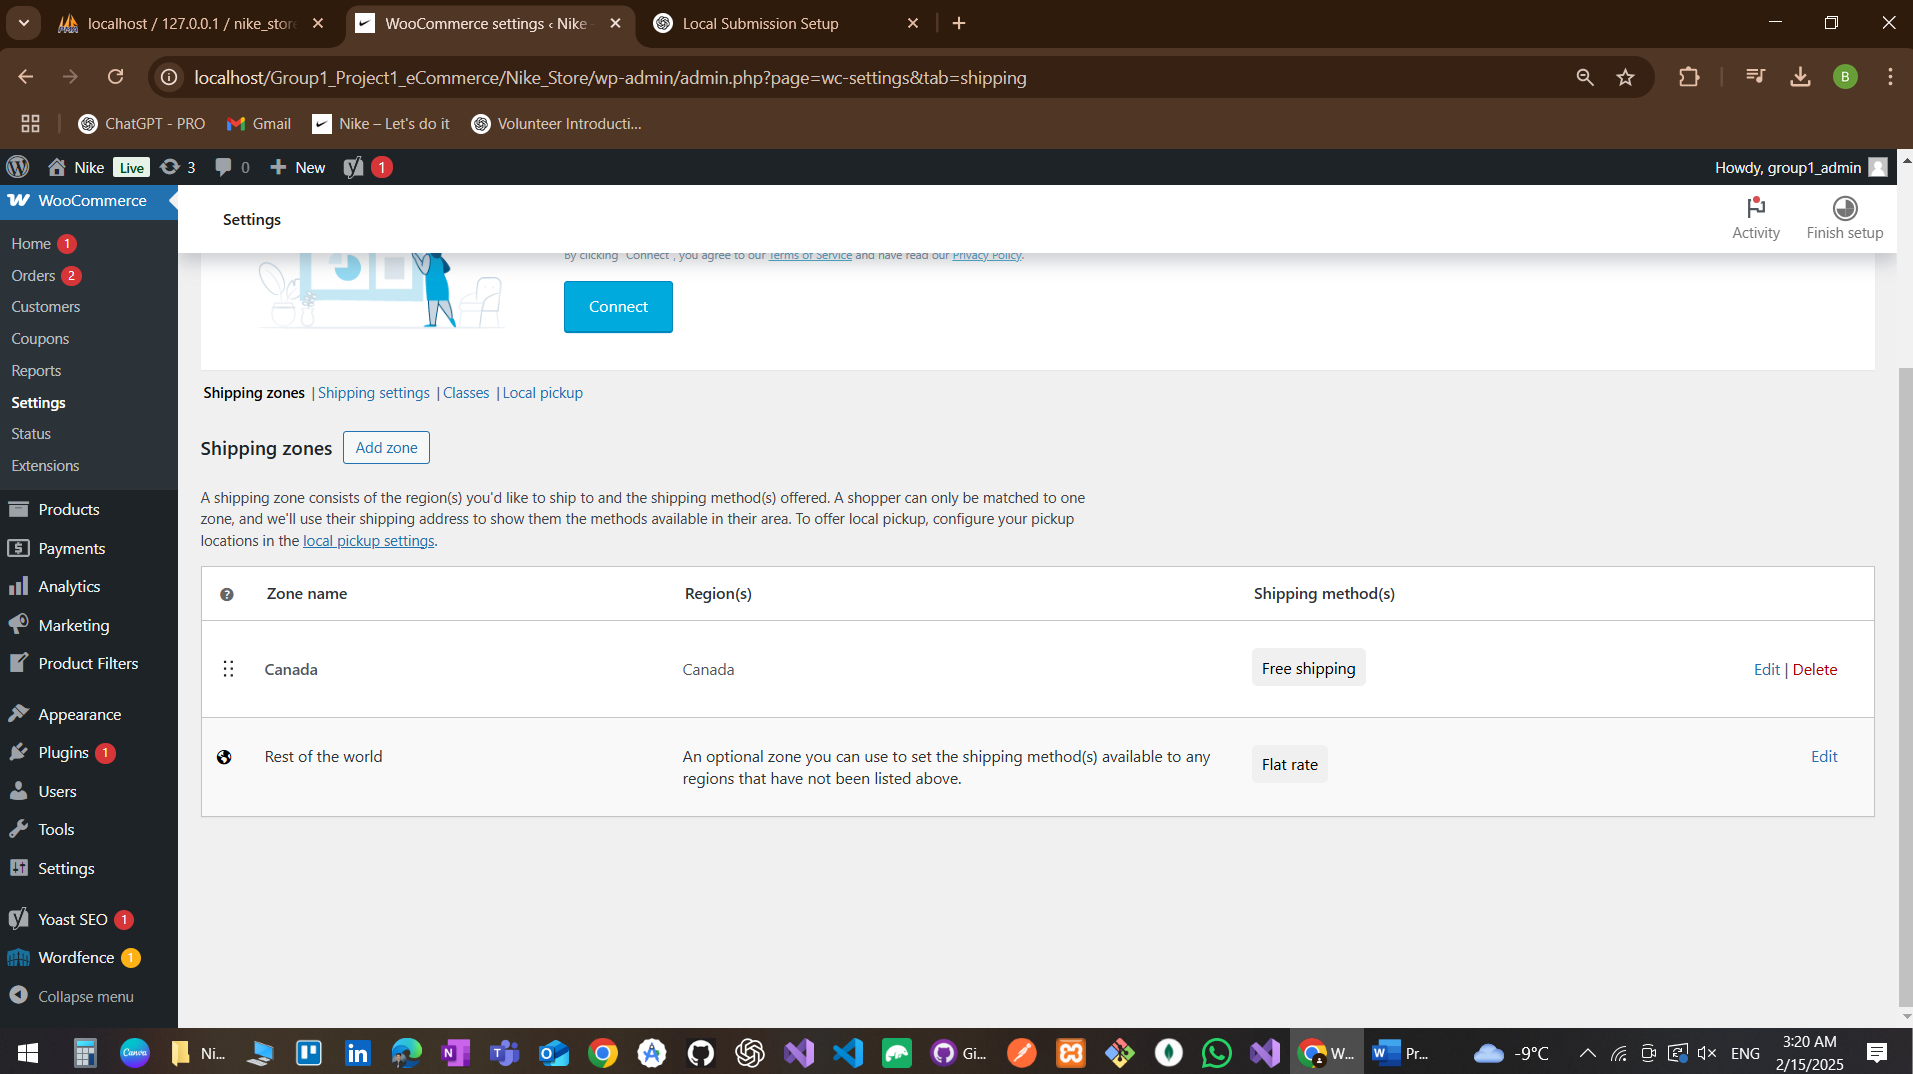 localhost / 127.0.0.1 / nike_stor
WooCommerce settings ‹ Nike -
Local Submission Setup
localhost/Group1_Project1_eCommerce/Nike_Store/wp-admin/admin.php?page=wc-settings&tab=shipping
B
ChatGPT - PRO
Gmail
Nike – Let's do it
Volunteer Introducti...
Nike
Live
3
0
New
1
Howdy, group1_admin
WooCommerce
Settings
Activity
Finish setup
Home 1
Orders 2
Customers
Coupons
Reports
Settings
Status
Extensions
Products
Payments
Analytics
Marketing
Product Filters
Appearance
Plugins 1
Users
Tools
Settings
Yoast SEO 1
Wordfence 1
Collapse menu
By clicking "Connect", you agree to our Terms of Service and have read our Privacy Policy.
Connect
Shipping zones | Shipping settings | Classes | Local pickup
Shipping zones
Add zone
A shipping zone consists of the region(s) you'd like to ship to and the shipping method(s) offered. A shopper can only be matched to one
zone, and we'll use their shipping address to show them the methods available in their area. To offer local pickup, configure your pickup
locations in the local pickup settings.
? Zone name Region(s) Shipping method(s)
Canada Canada Free shipping Edit | Delete
Rest of the world An optional zone you can use to set the shipping method(s) available to any
regions that have not been listed above.
Flat rate
Edit
Canva
Ni...
Gi...
W...
Pr...
-9°C
ENG
3:20 AM
2/15/2025